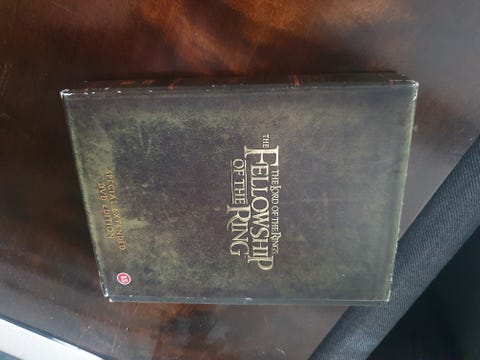 THE LORD OF THE RINGS
THE
FELLOWSHIP
OF THE RING
SPECIAL EXTENDED
DVD EDITION